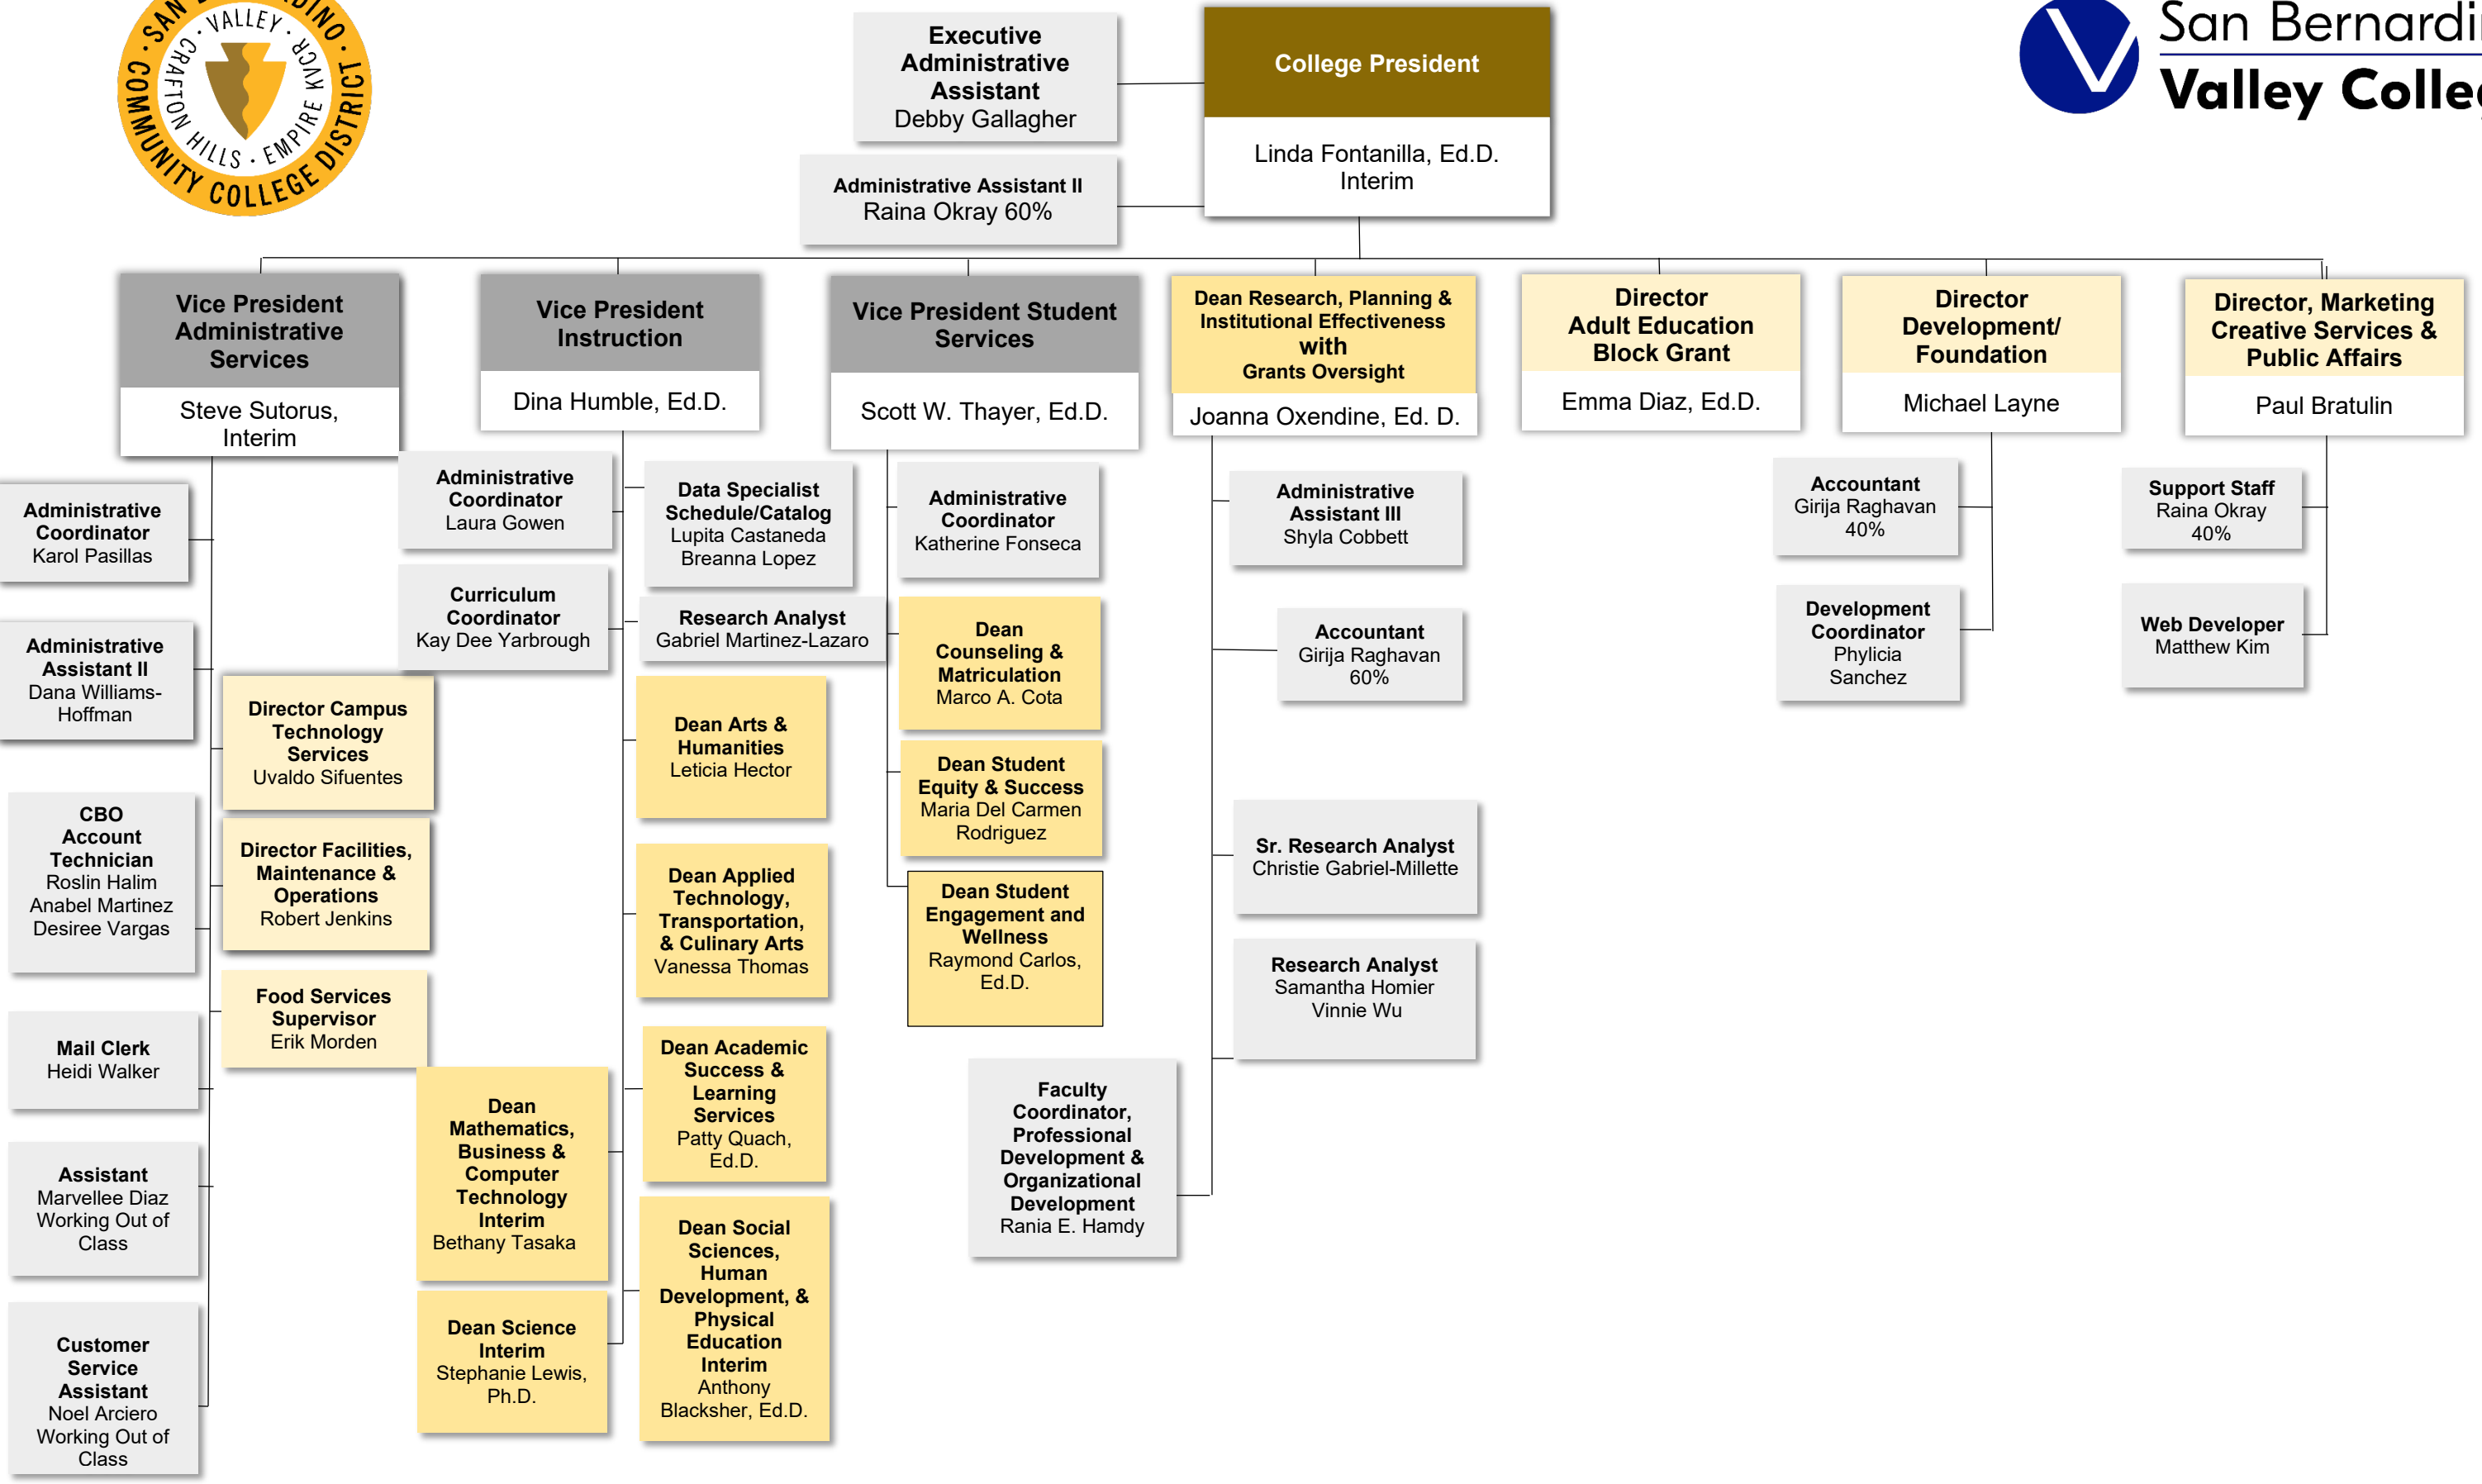 SAN BERNARDINO
COMMUNITY COLLEGE DISTRICT
VALLEY
CRAFTON HILLS
EMPIRE KVCR
Executive
Administrative
Assistant
Debby Gallagher
Administrative Assistant II
Raina Okray 60%
College President
Linda Fontanilla, Ed.D.
Interim
San Bernardin
Valley Colleg
Vice President
Administrative
Services
Steve Sutorus,
Interim
Administrative
Coordinator
Karol Pasillas
Administrative
Assistant II
Dana Williams-
Hoffman
Director Campus
Technology
Services
Uvaldo Sifuentes
CBO
Account
Technician
Roslin Halim
Anabel Martinez
Desiree Vargas
Director Facilities,
Maintenance &
Operations
Robert Jenkins
Food Services
Supervisor
Erik Morden
Mail Clerk
Heidi Walker
Assistant
Marvellee Diaz
Working Out of
Class
Customer
Service
Assistant
Noel Arciero
Working Out of
Class
Vice President
Instruction
Dina Humble, Ed.D.
Administrative
Coordinator
Laura Gowen
Data Specialist
Schedule/Catalog
Lupita Castaneda
Breanna Lopez
Curriculum
Coordinator
Kay Dee Yarbrough
Research Analyst
Gabriel Martinez-Lazaro
Dean Arts &
Humanities
Leticia Hector
Dean Applied
Technology,
Transportation,
& Culinary Arts
Vanessa Thomas
Dean Academic
Success &
Learning
Services
Patty Quach,
Ed.D.
Dean
Mathematics,
Business &
Computer
Technology
Interim
Bethany Tasaka
Dean Social
Sciences,
Human
Development, &
Physical
Education
Interim
Anthony
Blacksher, Ed.D.
Dean Science
Interim
Stephanie Lewis,
Ph.D.
Vice President Student
Services
Scott W. Thayer, Ed.D.
Administrative
Coordinator
Katherine Fonseca
Dean
Counseling &
Matriculation
Marco A. Cota
Dean Student
Equity & Success
Maria Del Carmen
Rodriguez
Dean Student
Engagement and
Wellness
Raymond Carlos,
Ed.D.
Dean Research, Planning &
Institutional Effectiveness
with
Grants Oversight
Joanna Oxendine, Ed. D.
Administrative
Assistant III
Shyla Cobbett
Accountant
Girija Raghavan
60%
Sr. Research Analyst
Christie Gabriel-Millette
Research Analyst
Samantha Homier
Vinnie Wu
Faculty
Coordinator,
Professional
Development &
Organizational
Development
Rania E. Hamdy
Director
Adult Education
Block Grant
Emma Diaz, Ed.D.
Director
Development/
Foundation
Michael Layne
Accountant
Girija Raghavan
40%
Development
Coordinator
Phylicia
Sanchez
Director, Marketing
Creative Services &
Public Affairs
Paul Bratulin
Support Staff
Raina Okray
40%
Web Developer
Matthew Kim